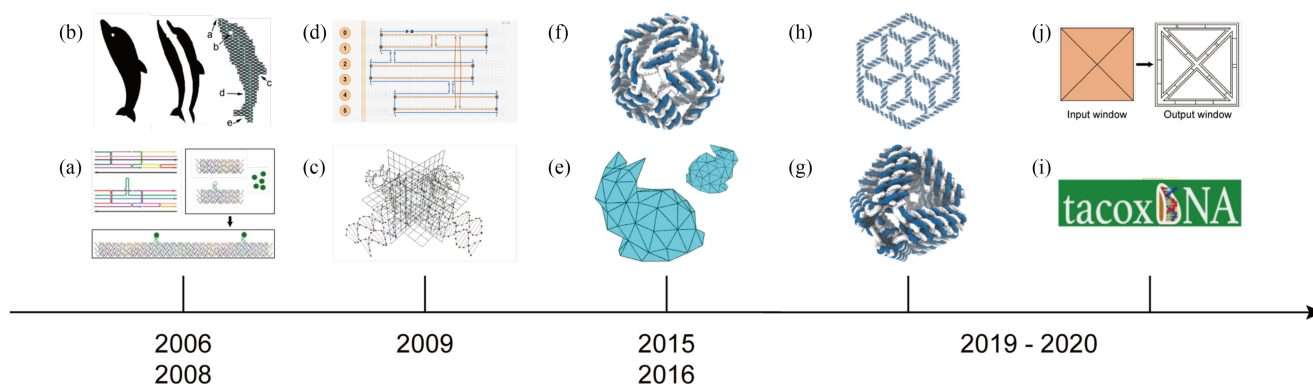 (b)
a
b
c
d
e
(d)
0
1
2
3
4
5
(f)
(h)
(j)
Input window
Output window
(a)
(c)
(e)
(g)
(i)
tacoxDNA
2006
2008
2009
2015
2016
2019 - 2020